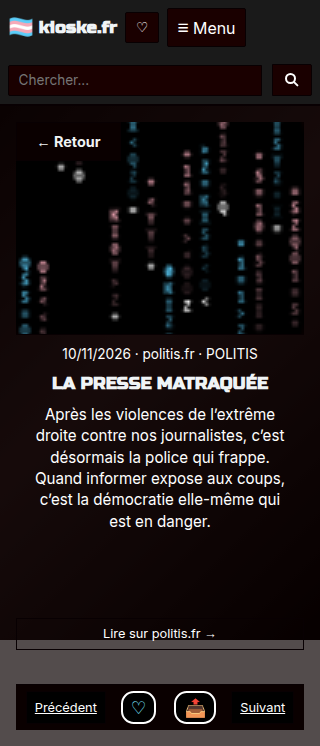 kioske.fr
Menu
Chercher...
← Retour
10/11/2026 · politis.fr · POLITIS
LA PRESSE MATRAQUÉE
Après les violences de l’extrême
droite contre nos journalistes, c’est
désormais la police qui frappe.
Quand informer expose aux coups,
c’est la démocratie elle-même qui
est en danger.
Lire sur politis.fr →
Précédent
Suivant